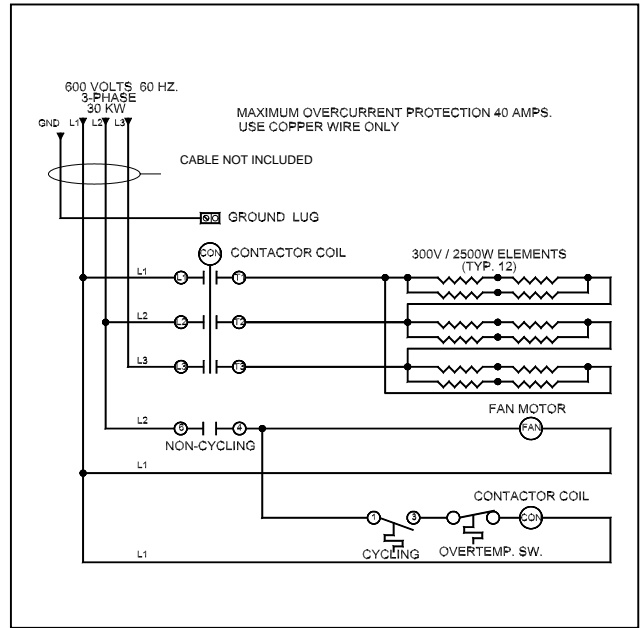 600 VOLTS 60 HZ.
3-PHASE
30 KW
MAXIMUM OVERCURRENT PROTECTION 40 AMPS.
USE COPPER WIRE ONLY
GND L1 L2 L3
CABLE NOT INCLUDED
GROUND LUG
CON CONTACTOR COIL
300V / 2500W ELEMENTS
(TYP. 12)
L1 L1 T1
L2 L2 T2
L3 L3 T3
FAN MOTOR
L2 6 4 FAN
NON-CYCLING
L1
CONTACTOR COIL
1 3 CON
CYCLING OVERTEMP. SW.
L1